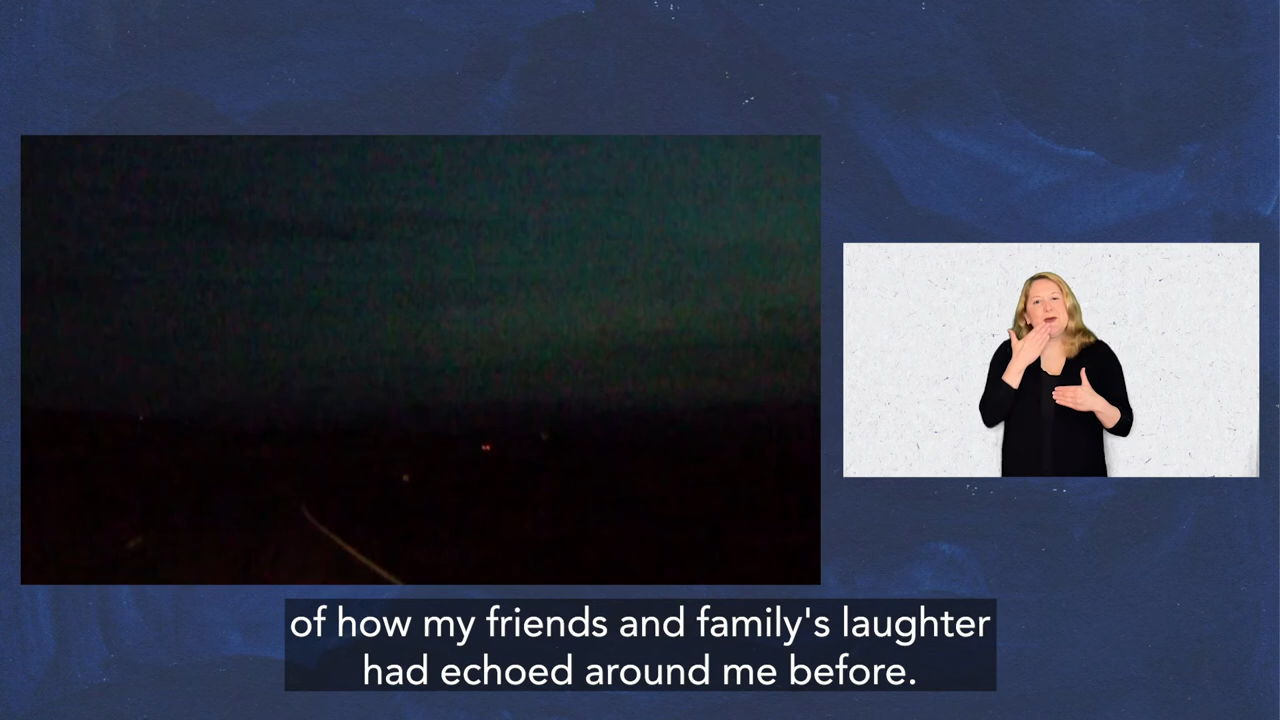 of how my friends and family's laughter
had echoed around me before.